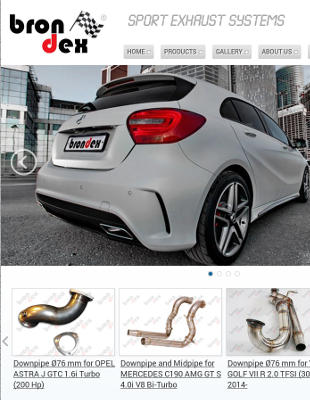 bron
dex®
SPORT EXHAUST SYSTEMS
HOME
PRODUCTS
GALLERY
ABOUT US
brondex
Downpipe Ø76 mm for OPEL
ASTRA J GTC 1.6i Turbo
(200 Hp)
Downpipe and Midpipe for
MERCEDES C190 AMG GT S
4.0i V8 Bi-Turbo
Downpipe Ø76 mm for
GOLF VII R 2.0 TFSI (30
2014-